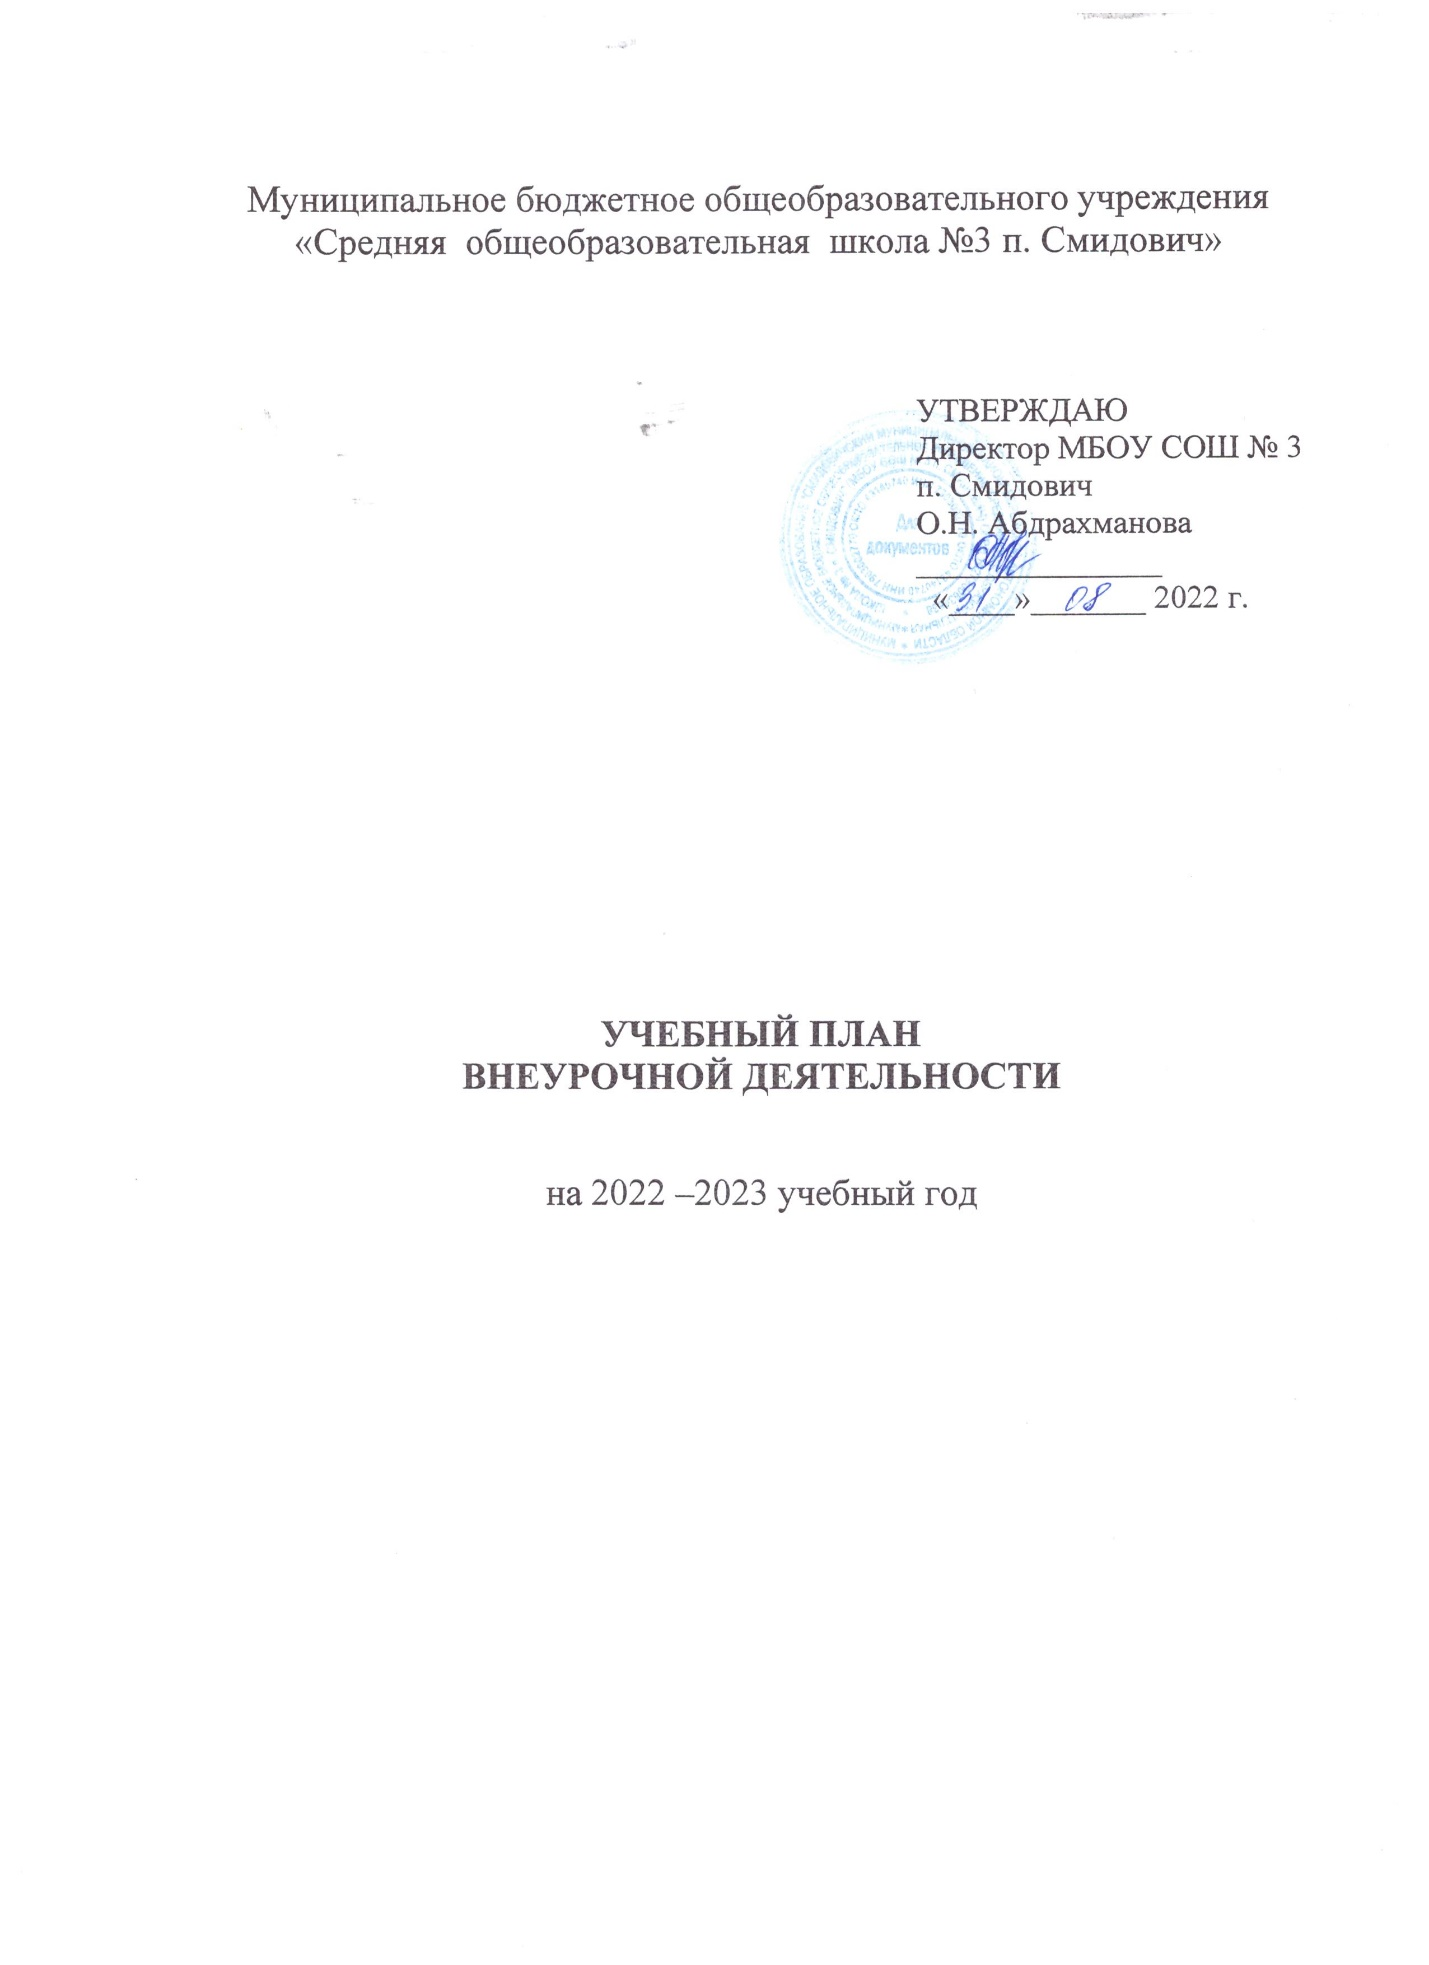 Муниципальное бюджетное общеобразовательного учреждения
«Средняя общеобразовательная школа №3 п. Смидович»
УТВЕРЖДАЮ
Директор МБОУ СОШ № 3
п. Смидович
О.Н. Абдрахманова
«31» 08 2022 г.
документов
УЧЕБНЫЙ ПЛАН
ВНЕУРОЧНОЙ ДЕЯТЕЛЬНОСТИ
на 2022 –2023 учебный год